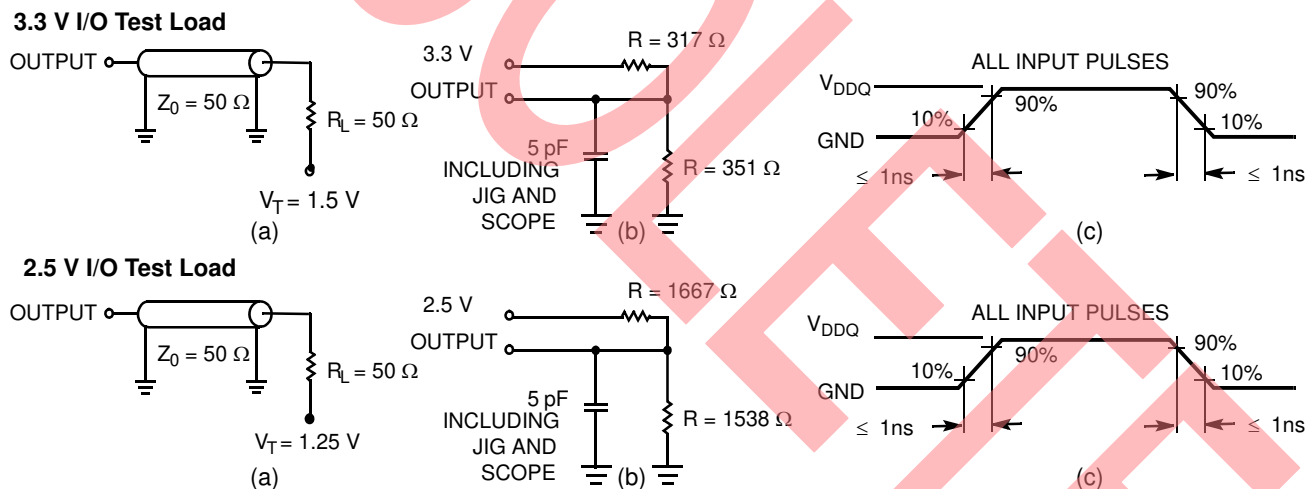 3.3 V I/O Test Load
OUTPUT
Z0 = 50 Ω
RL = 50 Ω
VT = 1.5 V
(a)
3.3 V
OUTPUT
R = 317 Ω
5 pF
INCLUDING
JIG AND
SCOPE
R = 351 Ω
(b)
ALL INPUT PULSES
VDDQ
GND
10%
90%
90%
10%
≤ 1ns
≤ 1ns
(c)
2.5 V I/O Test Load
OUTPUT
Z0 = 50 Ω
RL = 50 Ω
VT = 1.25 V
(a)
2.5 V
OUTPUT
R = 1667 Ω
5 pF
INCLUDING
JIG AND
SCOPE
R = 1538 Ω
(b)
ALL INPUT PULSES
VDDQ
GND
10%
90%
90%
10%
≤ 1ns
≤ 1ns
(c)